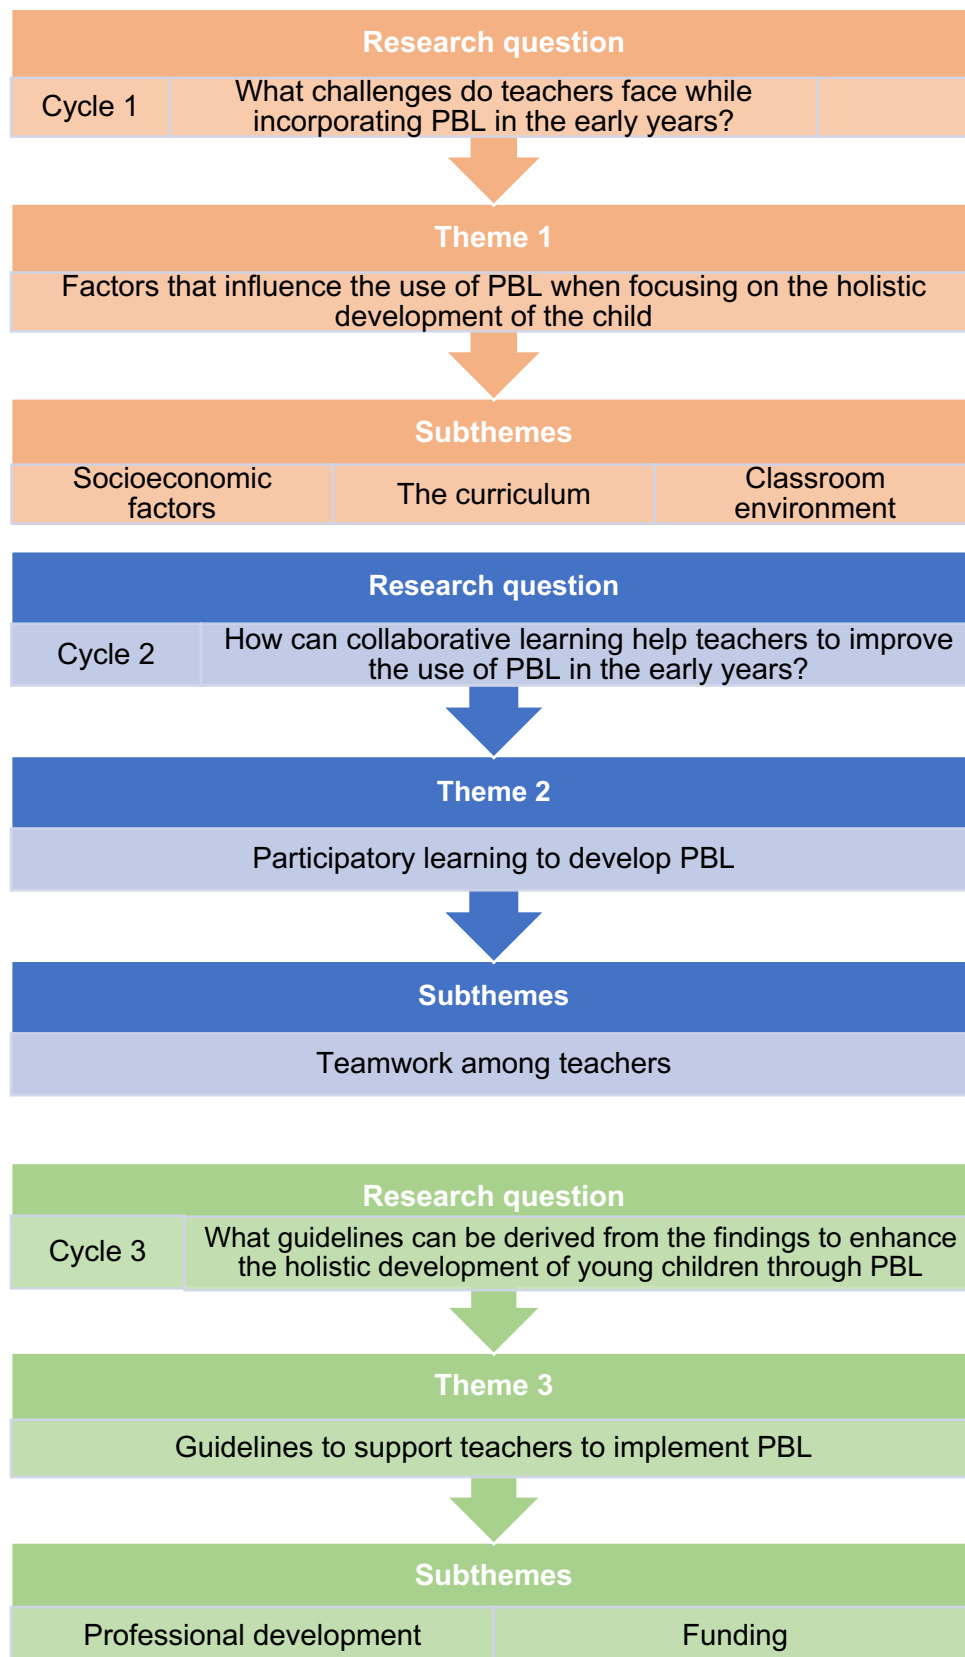 Research question
Cycle 1
What challenges do teachers face while
incorporating PBL in the early years?
Theme 1
Factors that influence the use of PBL when focusing on the holistic
development of the child
Subthemes
Socioeconomic
factors
The curriculum
Classroom
environment
Research question
Cycle 2
How can collaborative learning help teachers to improve
the use of PBL in the early years?
Theme 2
Participatory learning to develop PBL
Subthemes
Teamwork among teachers
Research question
Cycle 3
What guidelines can be derived from the findings to enhance
the holistic development of young children through PBL
Theme 3
Guidelines to support teachers to implement PBL
Subthemes
Professional development
Funding